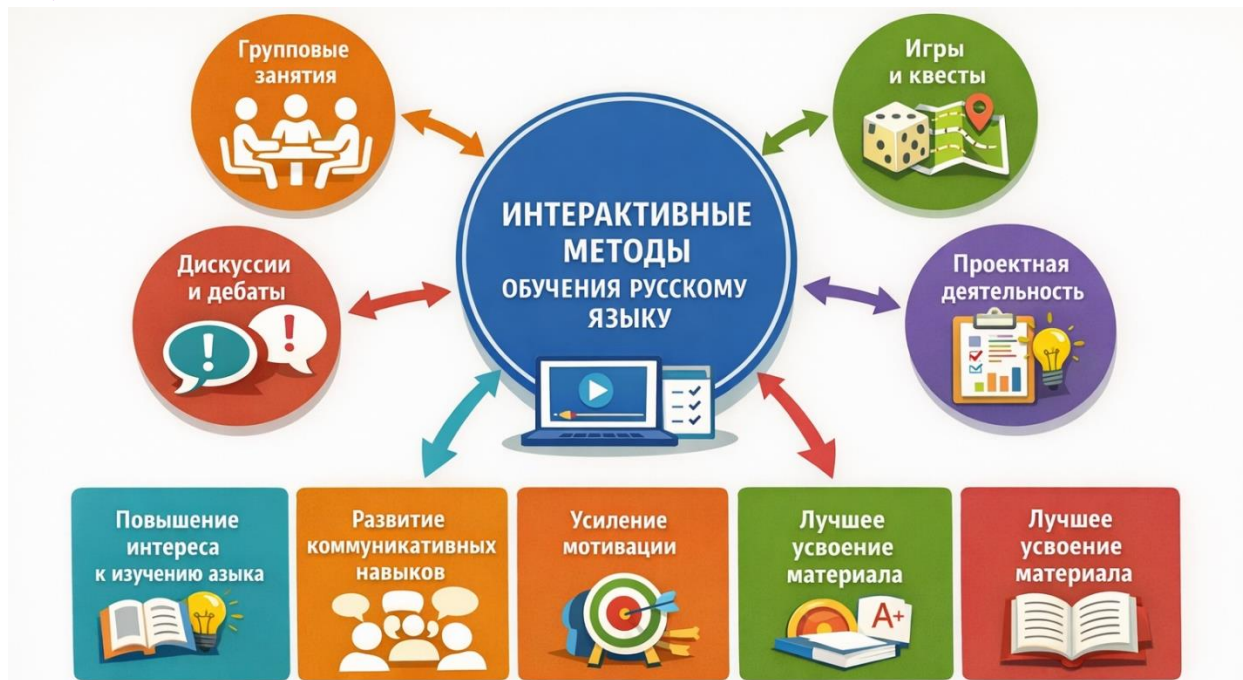 Групповые
занятия
Игры
и квесты
ИНТЕРАКТИВНЫЕ
МЕТОДЫ
ОБУЧЕНИЯ РУССКОМУ
ЯЗЫКУ
Дискуссии
и дебаты
Проектная
деятельность
Повышение
интереса
к изучению азыка
Развитие
коммуникативных
навыков
Усиление
мотивации
Лучшее
усвоение
материала
A+
Лучшее
усвоение
материала